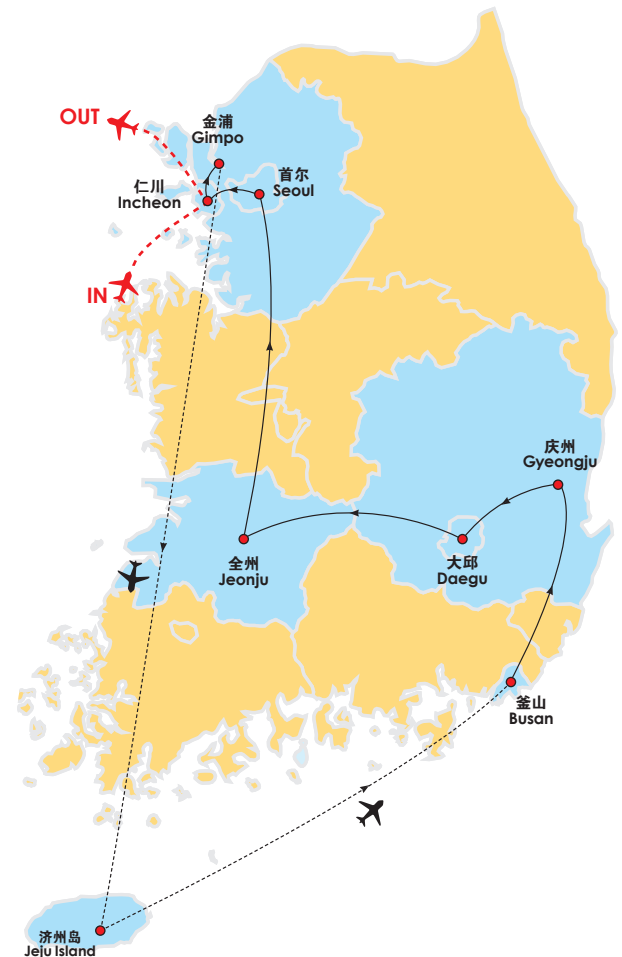 OUT
金浦
Gimpo
首尔
Seoul
仁川
Incheon
IN
庆州
Gyeongju
全州
Jeonju
大邱
Daegu
釜山
Busan
济州岛
Jeju Island